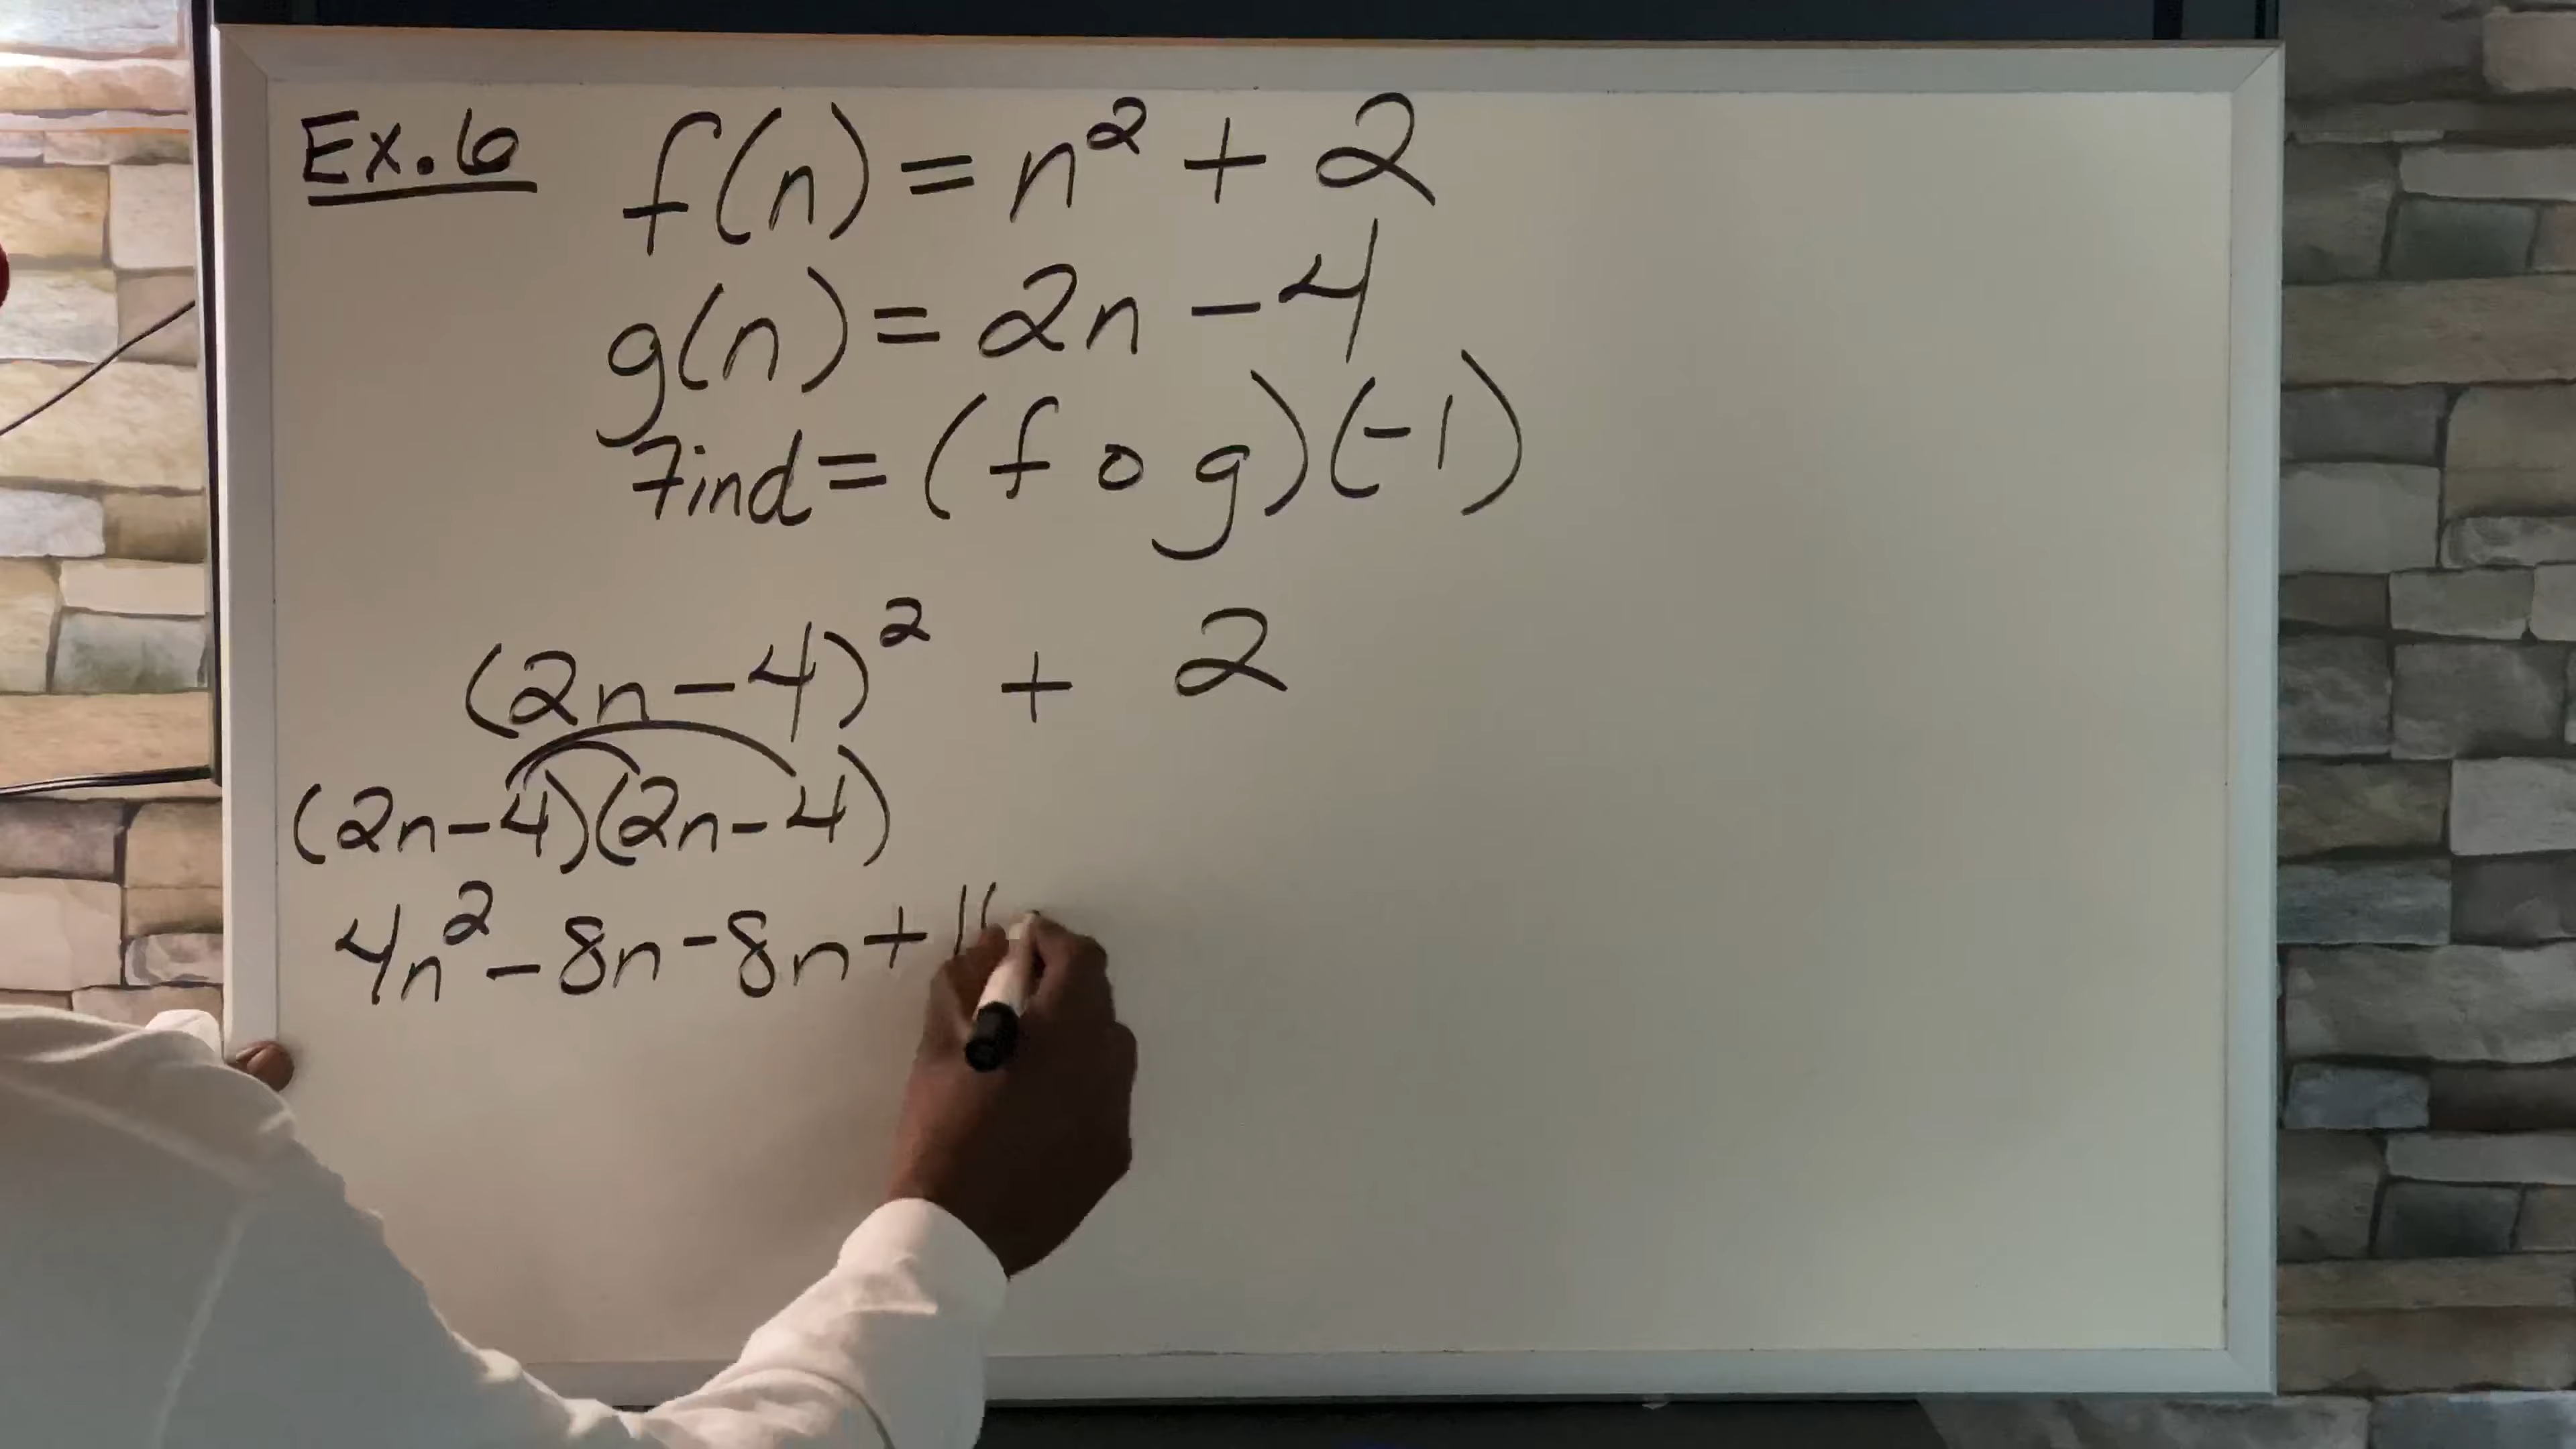 Ex. 6 f(n) = n² + 2
g(n) = 2n - 4
Find = (f o g)(-1)
(2n - 4)² + 2
(2n - 4)(2n - 4)
4n² - 8n - 8n +